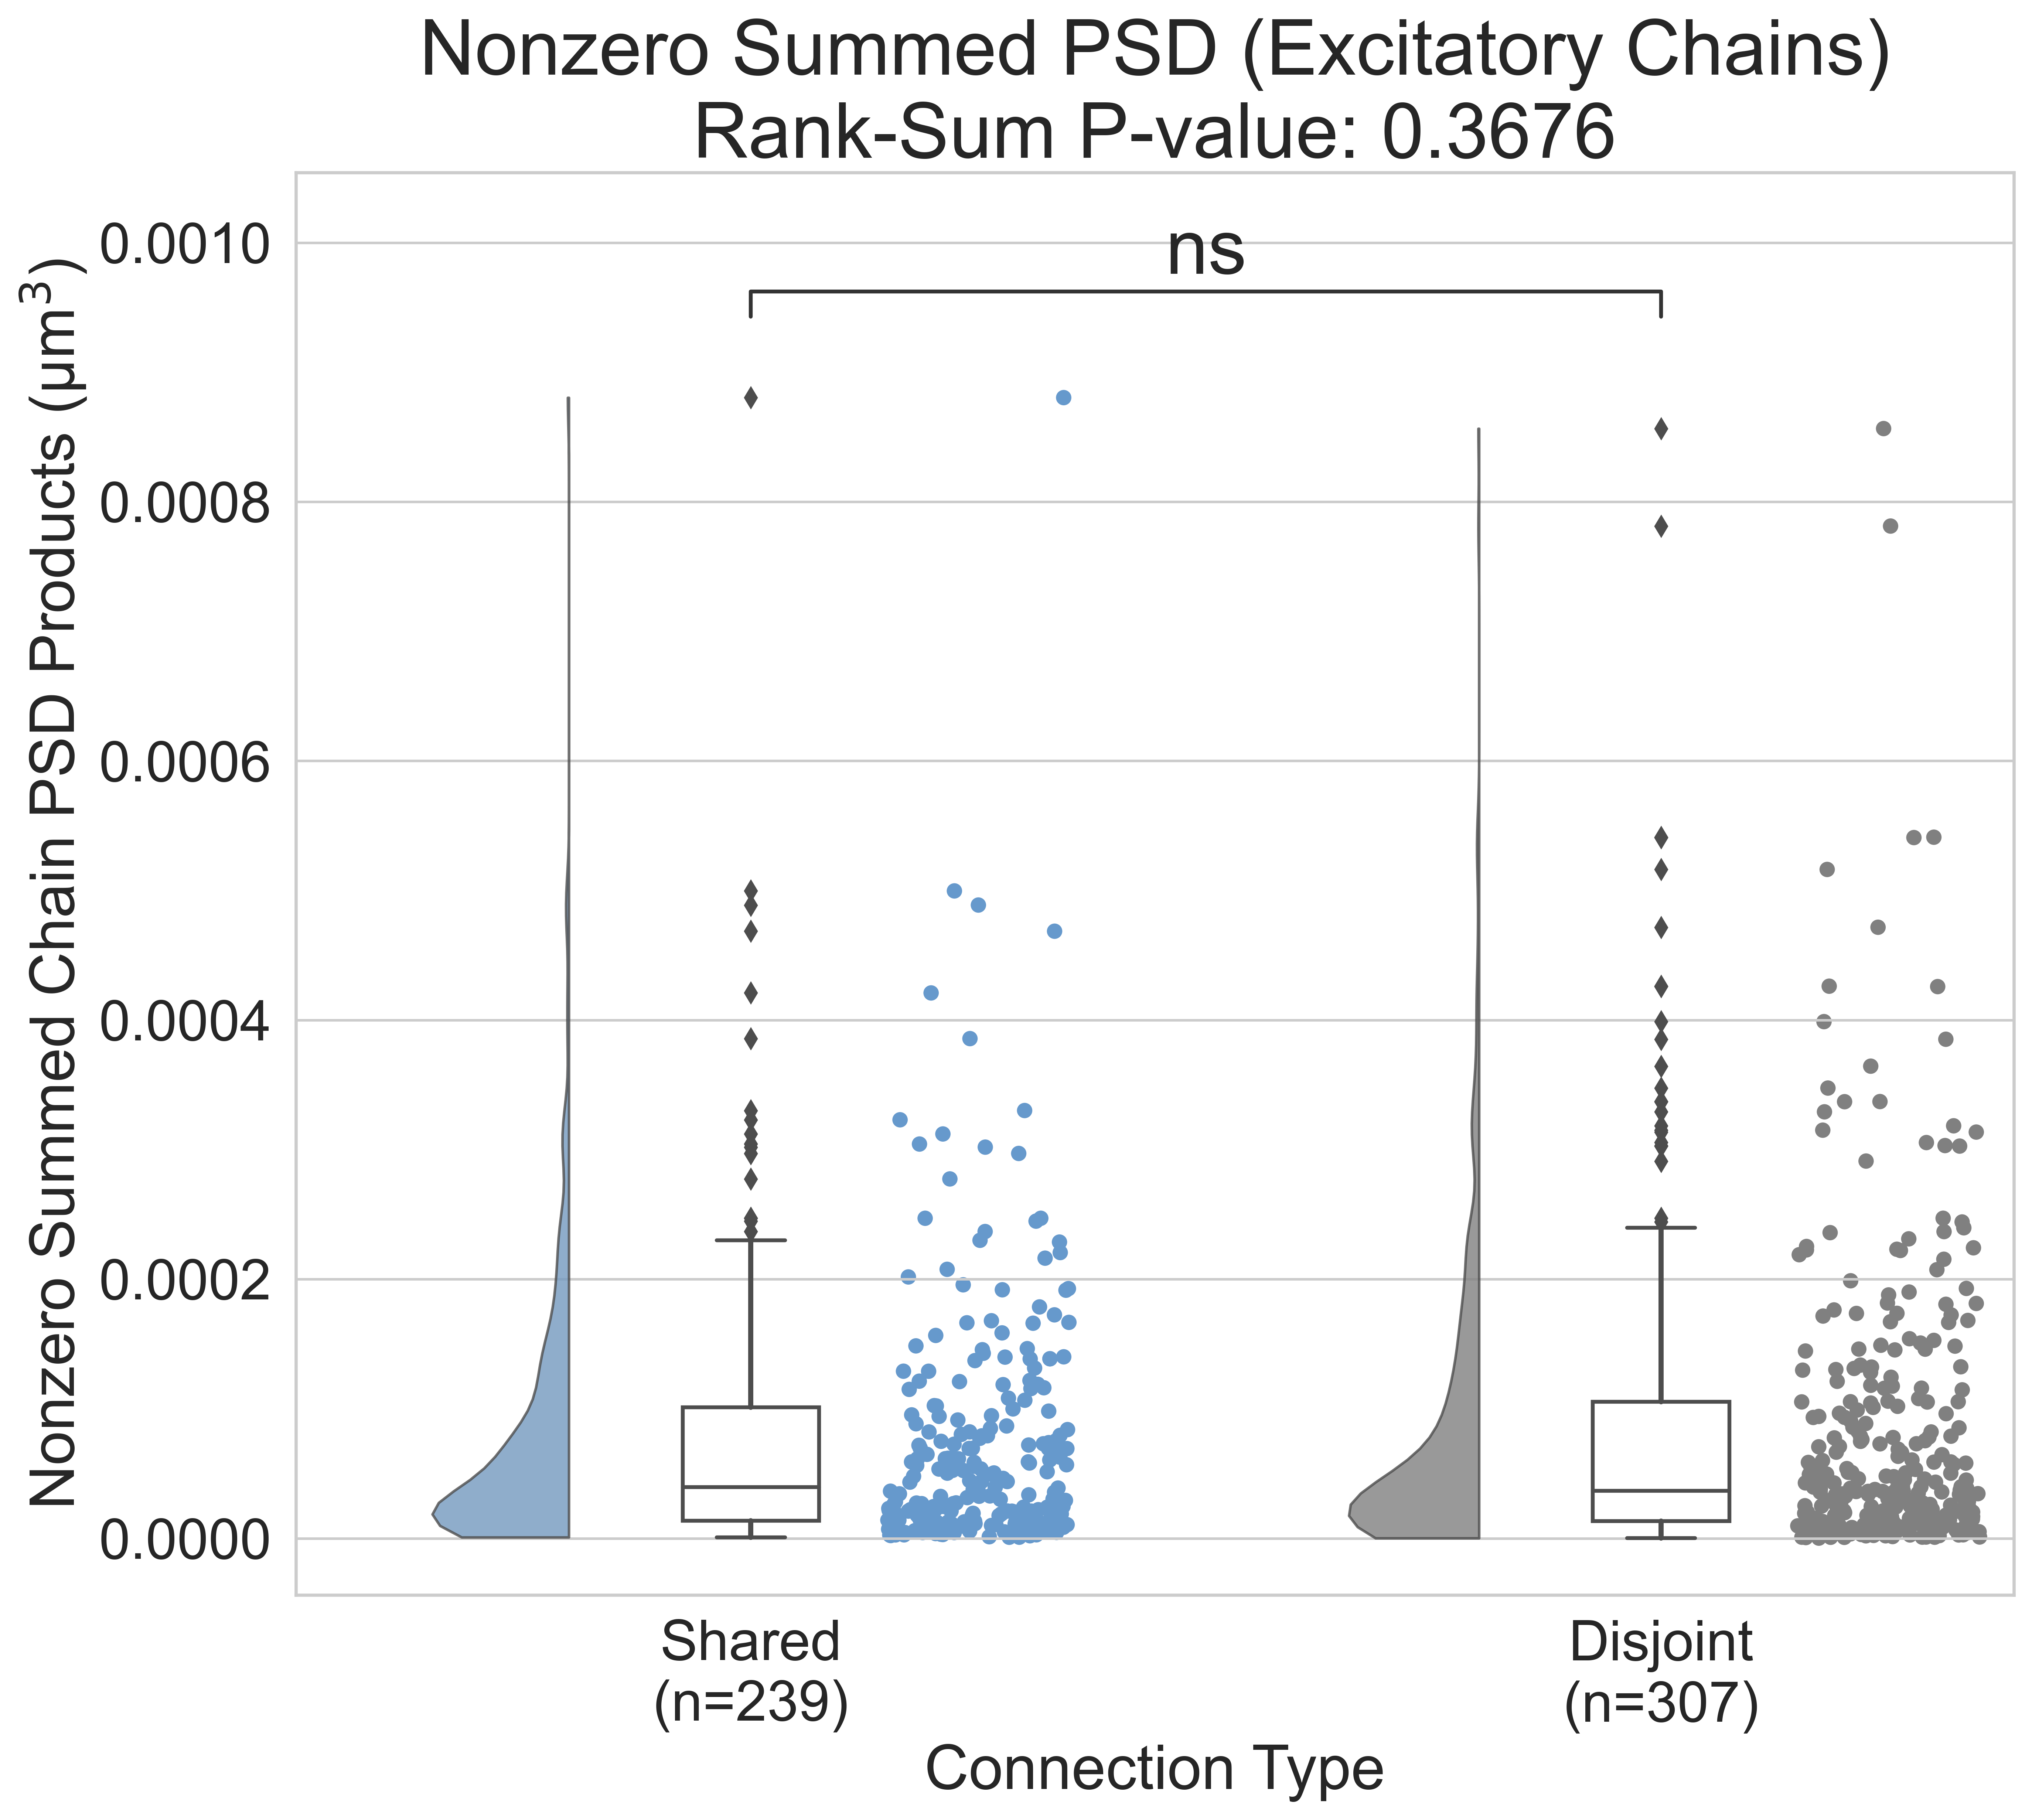 Nonzero Summed PSD (Excitatory Chains)
Rank-Sum P-value: 0.3676
Nonzero Summed Chain PSD Products (μm³)
0.0010
0.0008
0.0006
0.0004
0.0002
0.0000
ns
Shared
(n=239)
Disjoint
(n=307)
Connection Type